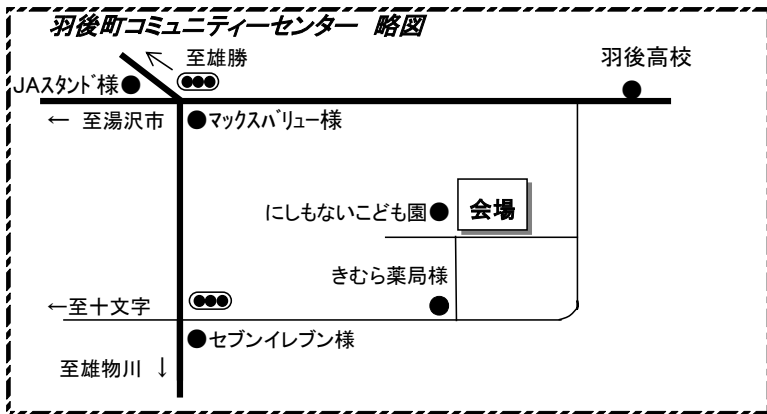 羽後町コミュニティーセンター 略図
至雄勝
羽後高校
JAスタンド様●
← 至湯沢市
●マックスバリュー様
にしもないこども園●
会場
きむら薬局様
←至十文字
●セブンイレブン様
至雄物川 ↓